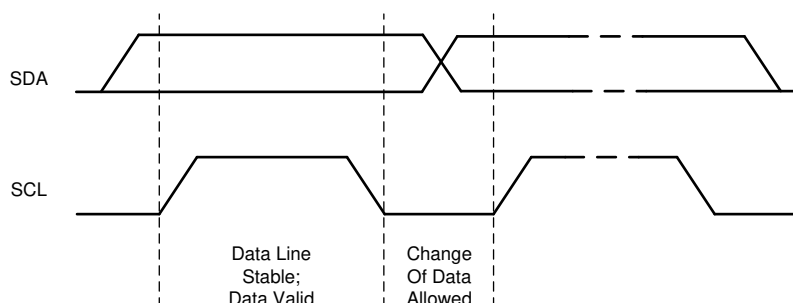 SDA
SCL
Data Line
Stable;
Data Valid
Change
Of Data
Allowed